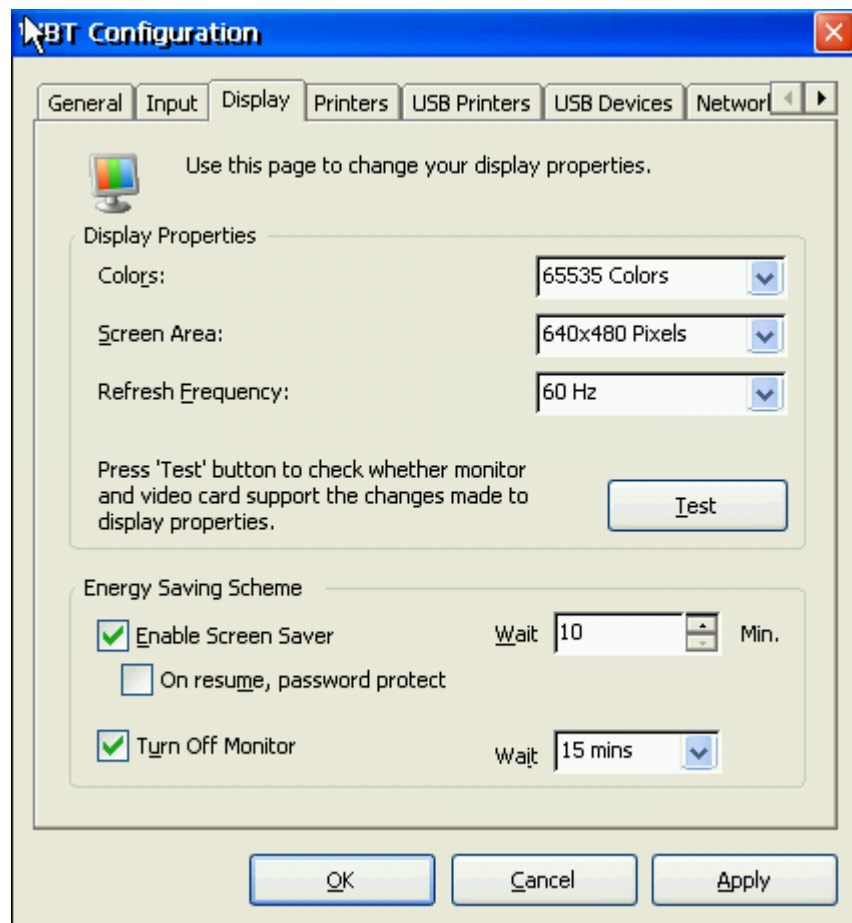 WBT Configuration
General Input Display Printers USB Printers USB Devices Network
Use this page to change your display properties.
Display Properties
Colors: 65535 Colors
Screen Area: 640x480 Pixels
Refresh Frequency: 60 Hz
Press 'Test' button to check whether monitor
and video card support the changes made to
display properties.
Test
Energy Saving Scheme
Enable Screen Saver Wait 10 Min.
On resume, password protect
Turn Off Monitor Wait 15 mins
OK Cancel Apply